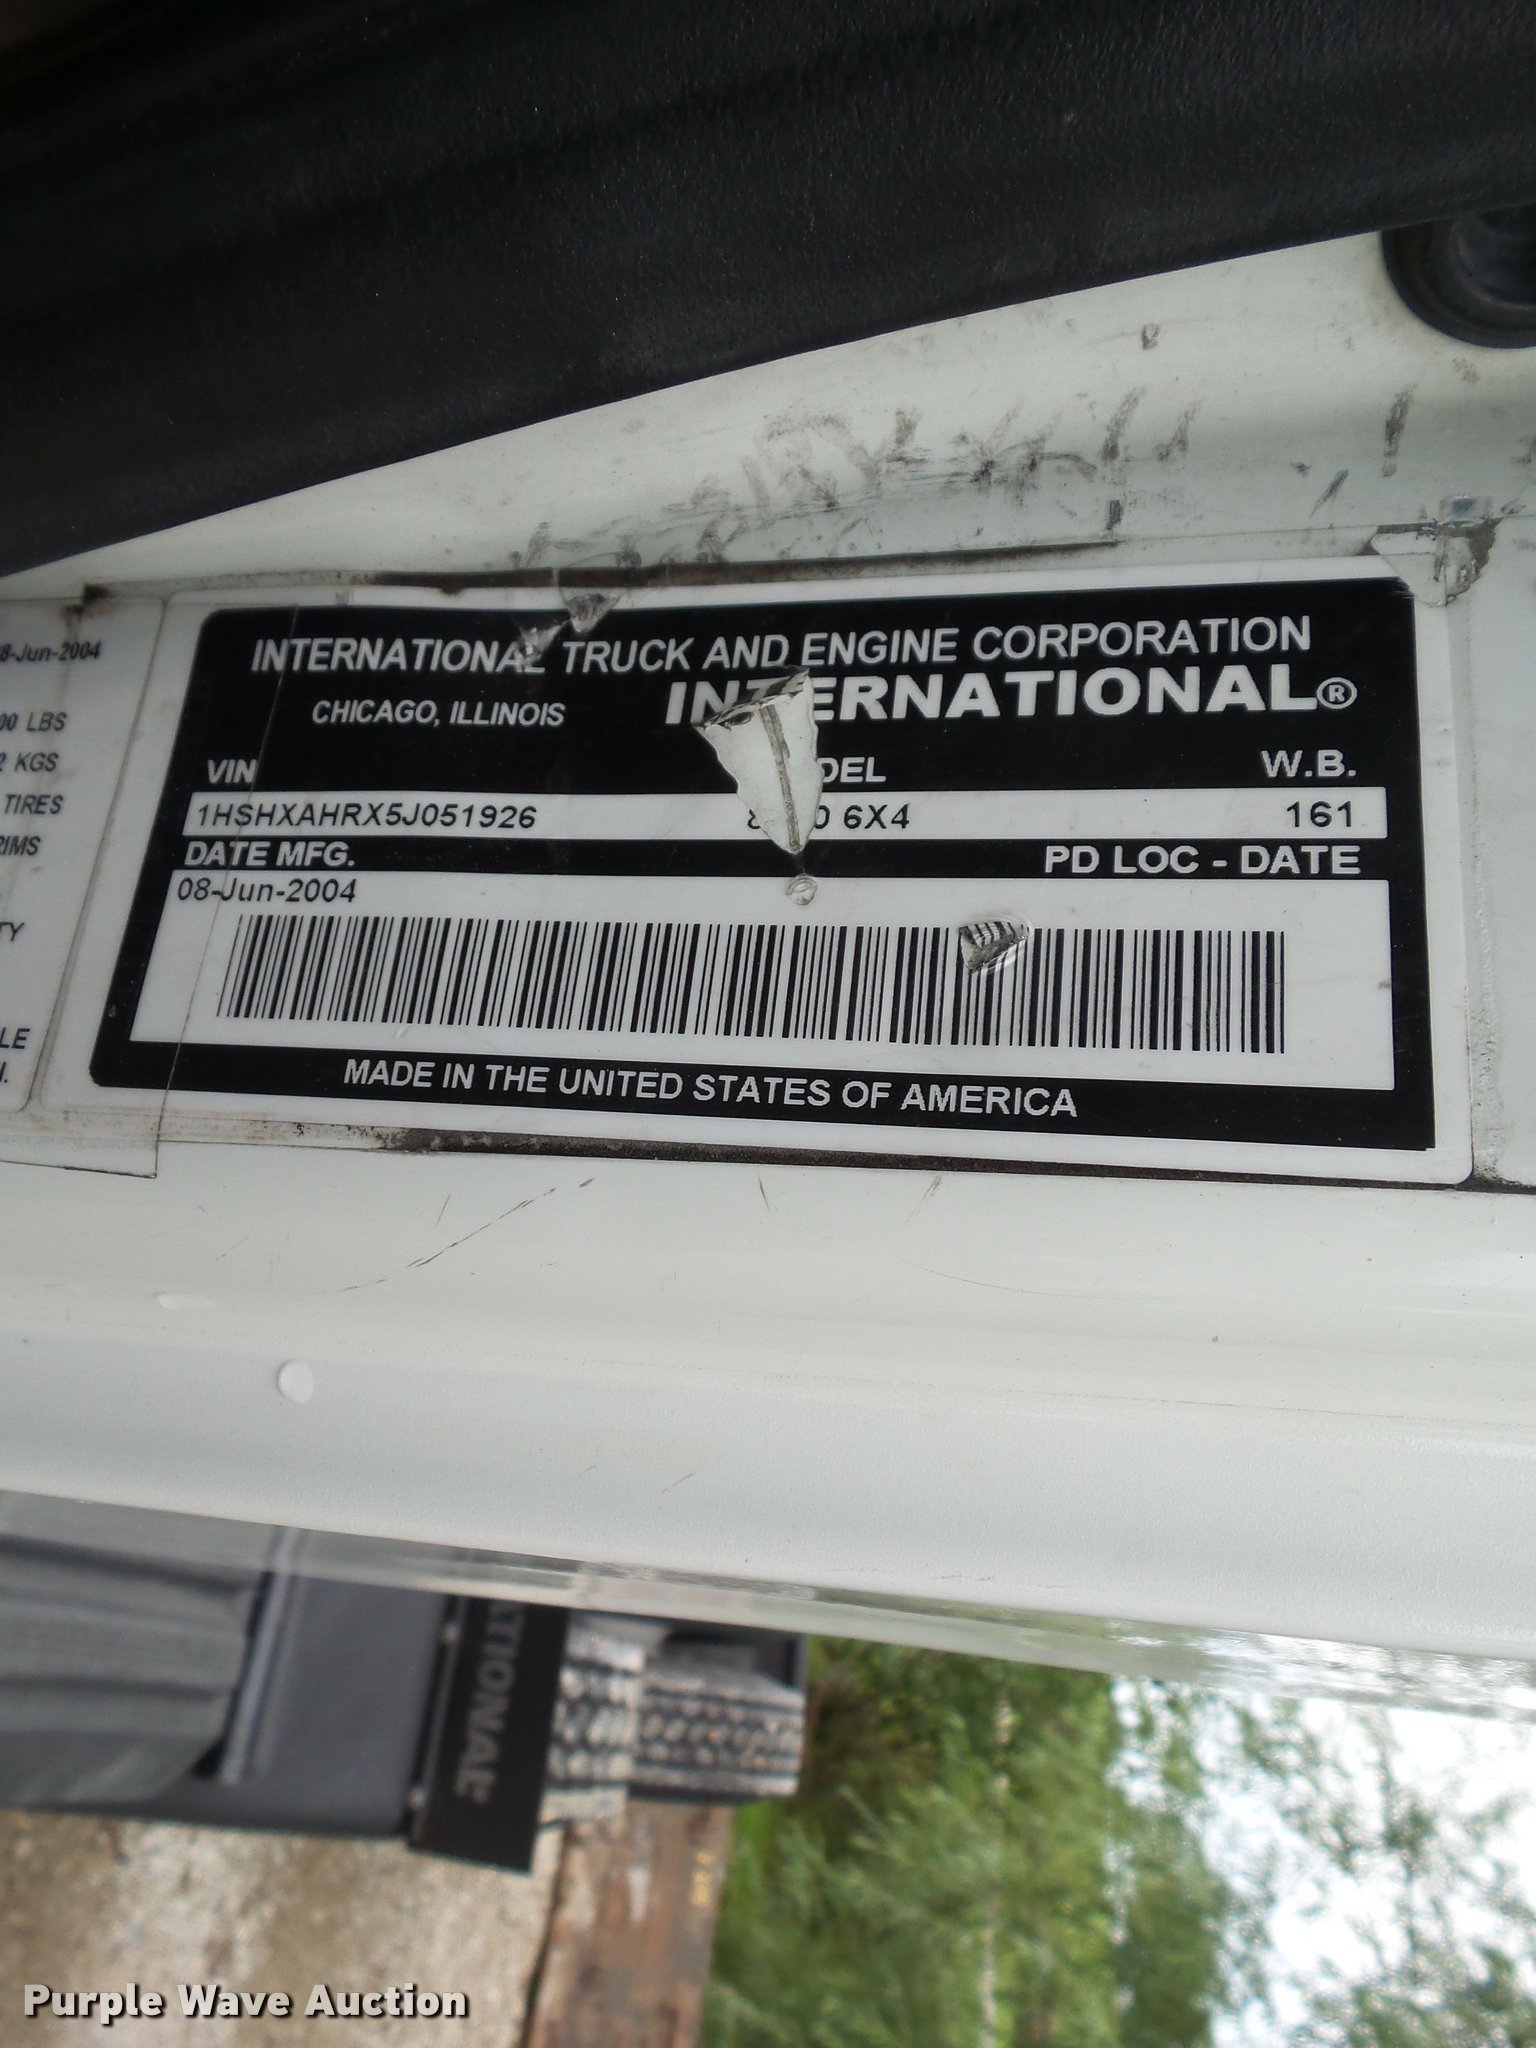 INTERNATIONAL TRUCK AND ENGINE CORPORATION
CHICAGO, ILLINOIS INTERNATIONAL®
VIN W.B.
1HSHXAHRX5J051926 6X4 161
DATE MFG. PD LOC - DATE
08-Jun-2004
MADE IN THE UNITED STATES OF AMERICA
8-Jun-2004
00 LBS
2 KGS
TIRES
RIMS
TY
LE
N.
Purple Wave Auction